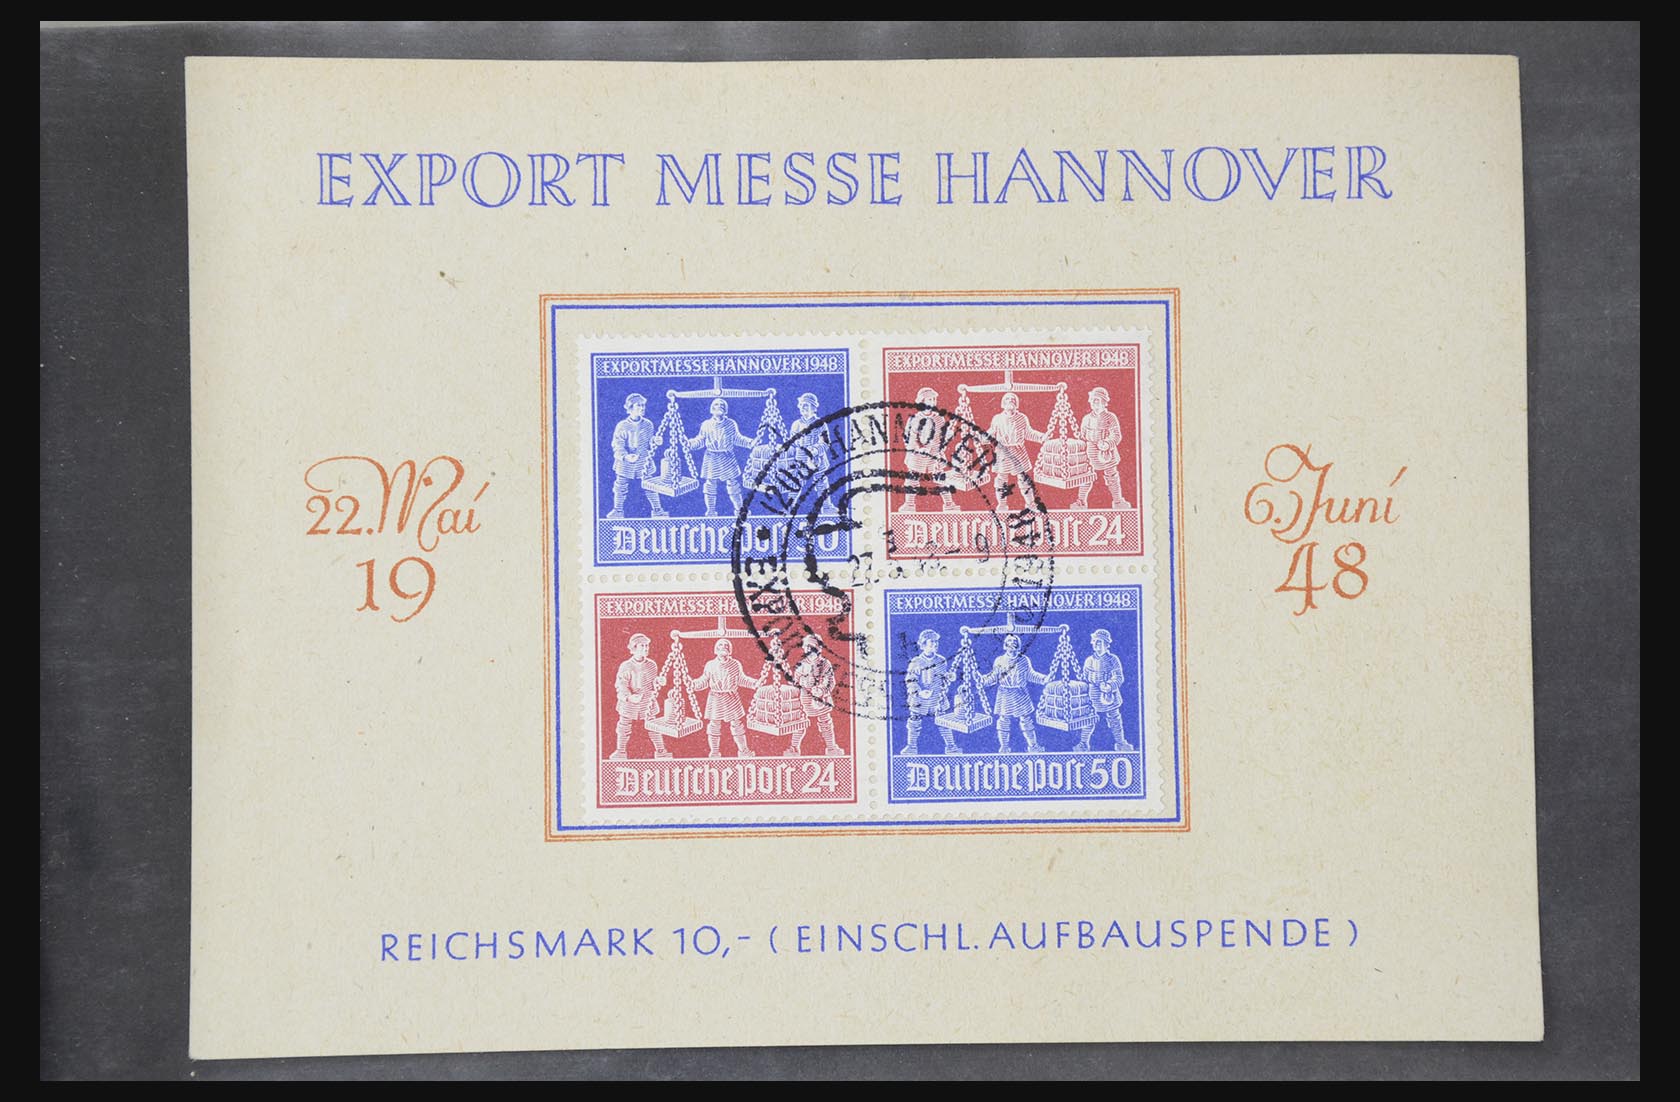 EXPORT MESSE HANNOVER
22. Mai
19
6. Juni
48
EXPORTMESSE HANNOVER 1948
Deutsche Post
EXPORTMESSE HANNOVER 1948
Deutsche Post 24
EXPORTMESSE HANNOVER 1948
Deutsche Post 24
EXPORTMESSE HANNOVER 1948
Deutsche Post 50
HANNOVER
REICHSMARK 10,- (EINSCHL. AUFBAUSPENDE)